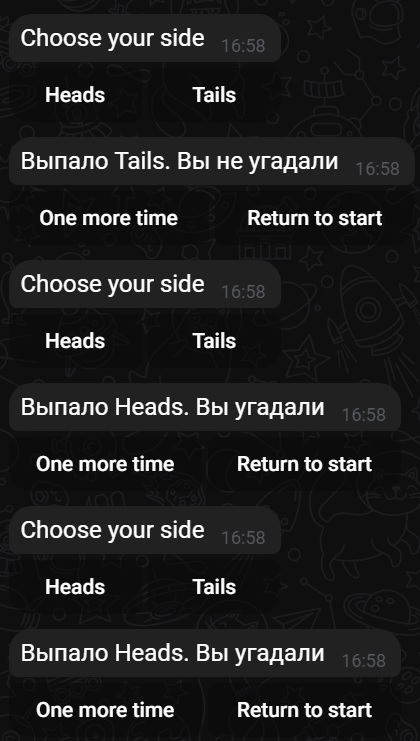 Choose your side 16:58
Heads Tails
Выпало Tails. Вы не угадали 16:58
One more time Return to start
Choose your side 16:58
Heads Tails
Выпало Heads. Вы угадали 16:58
One more time Return to start
Choose your side 16:58
Heads Tails
Выпало Heads. Вы угадали 16:58
One more time Return to start